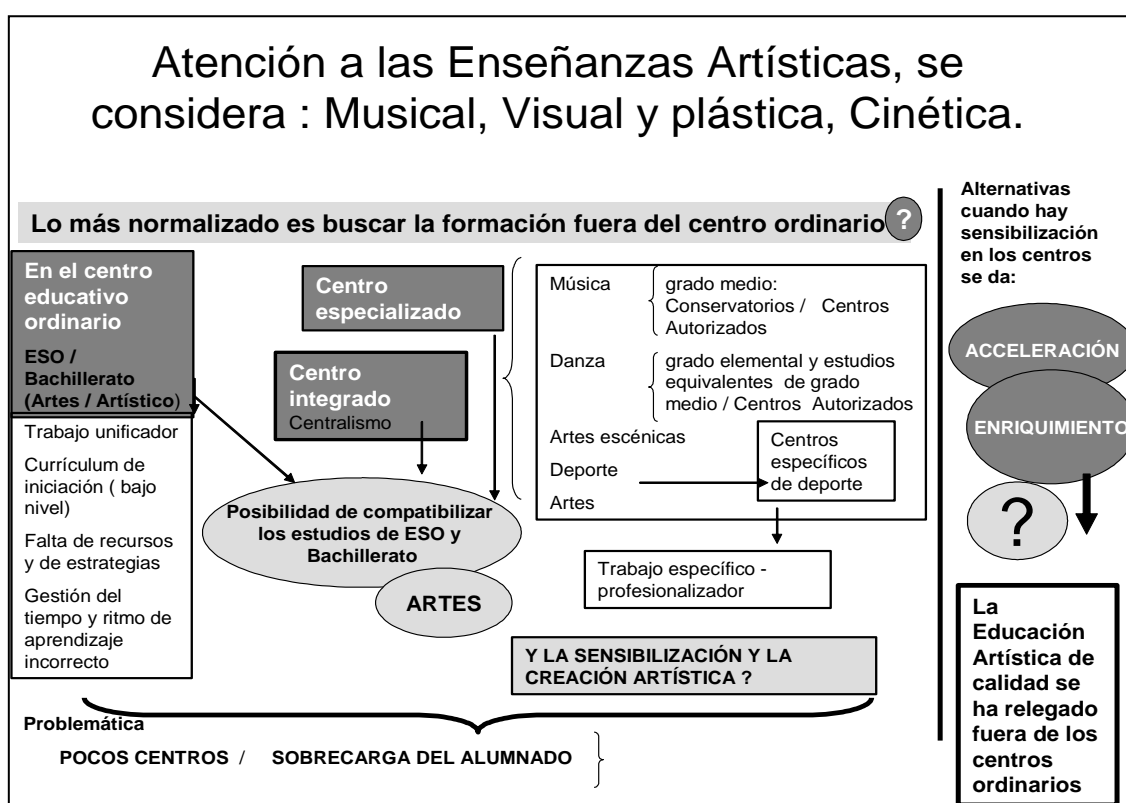 Atención a las Enseñanzas Artísticas, se
considera : Musical, Visual y plástica, Cinética.
Lo más normalizado es buscar la formación fuera del centro ordinario
?
En el centro
educativo
ordinario
ESO /
Bachillerato
(Artes / Artístico)
Trabajo unificador
Currículum de
iniciación ( bajo
nivel)
Falta de recursos
y de estrategias
Gestión del
tiempo y ritmo de
aprendizaje
incorrecto
Centro
especializado
Centro
integrado
Centralismo
Posibilidad de compatibilizar
los estudios de ESO y
Bachillerato
ARTES
Música
grado medio:
Conservatorios / Centros
Autorizados
Danza
grado elemental y estudios
equivalentes de grado
medio / Centros Autorizados
Artes escénicas
Deporte
Artes
Centros
específicos
de deporte
Trabajo específico -
profesionalizador
Y LA SENSIBILIZACIÓN Y LA
CREACIÓN ARTÍSTICA ?
Problemática
POCOS CENTROS / SOBRECARGA DEL ALUMNADO
Alternativas
cuando hay
sensibilización
en los centros
se da:
ACCELERACIÓN
ENRIQUIMIENTO
?
La
Educación
Artística de
calidad se
ha relegado
fuera de los
centros
ordinarios